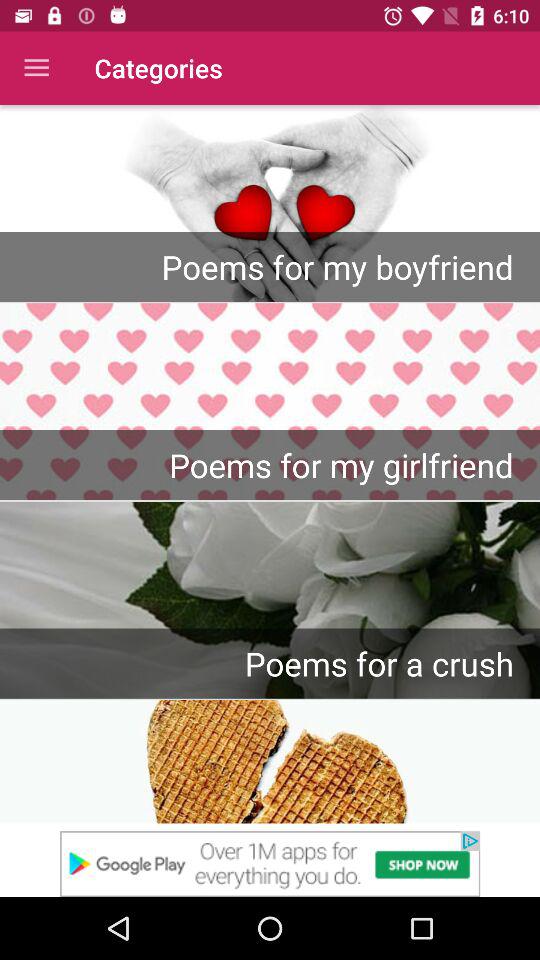 6:10
Categories
Poems for my boyfriend
Poems for my girlfriend
Poems for a crush
Google Play
Over 1M apps for
everything you do.
SHOP NOW